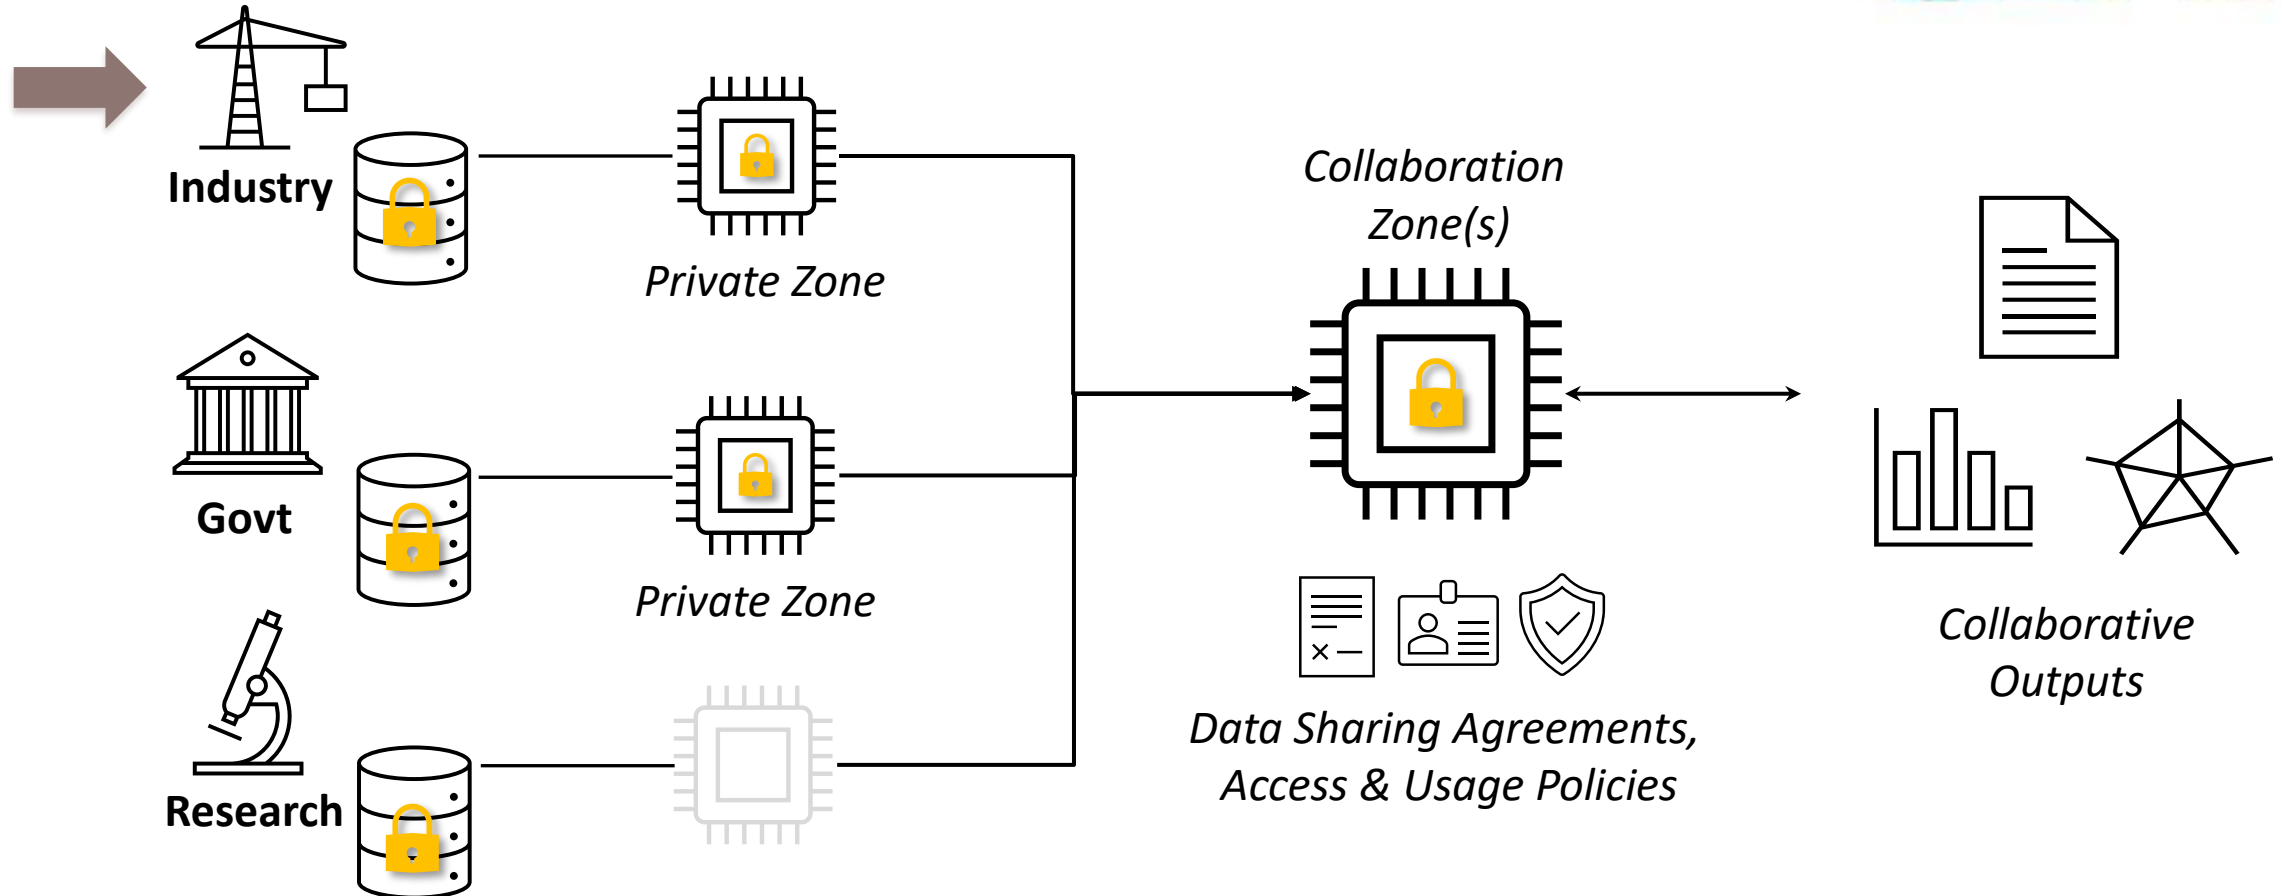 Industry
Private Zone
Govt
Private Zone
Research
Collaboration
Zone(s)
Data Sharing Agreements,
Access & Usage Policies
Collaborative
Outputs